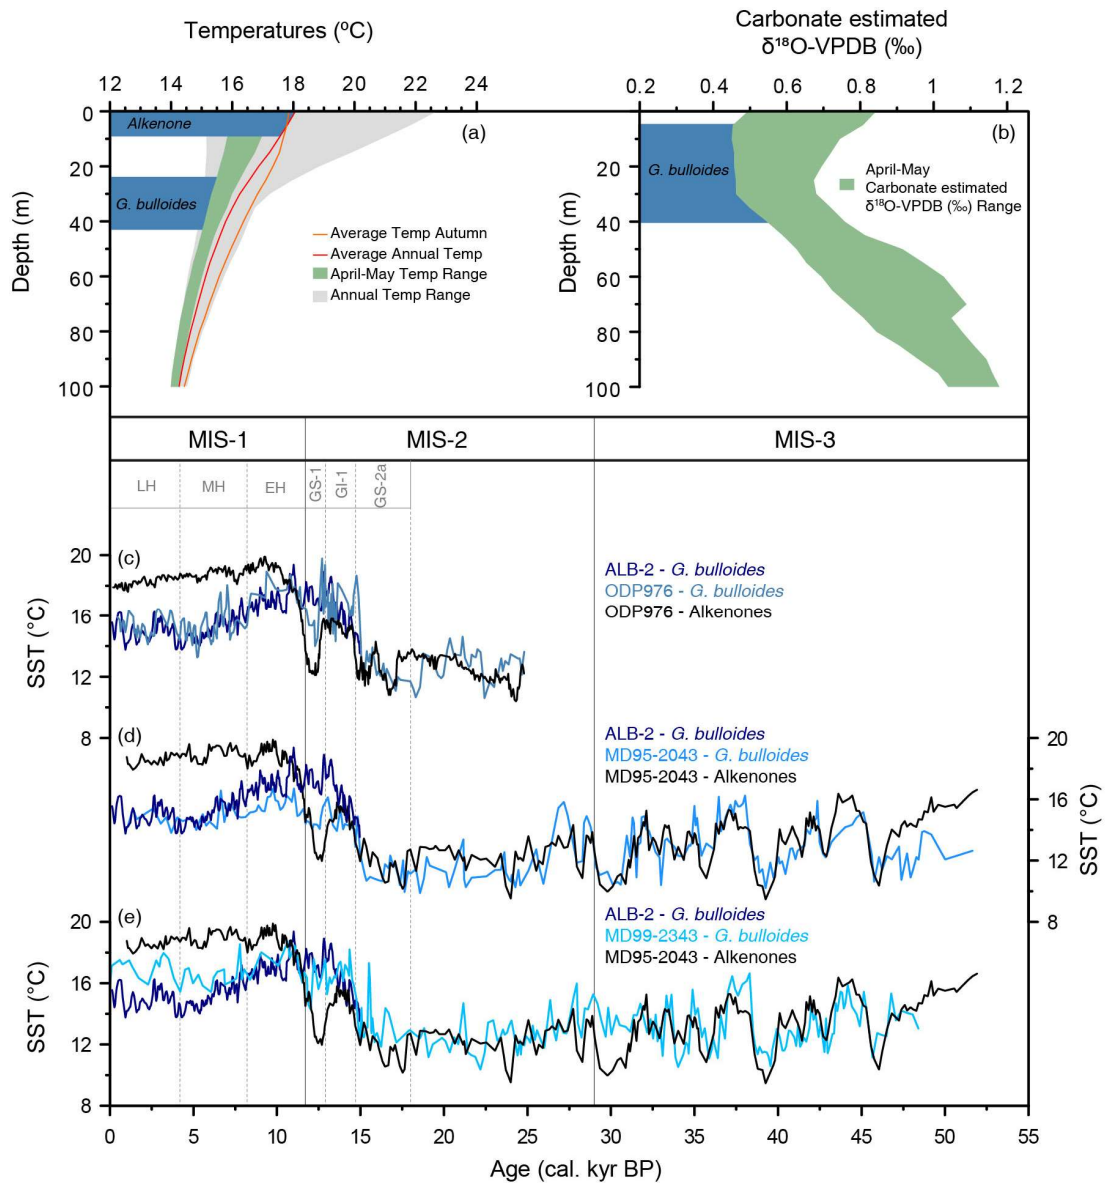 Temperatures (ºC)
Carbonate estimated
δ¹⁸O-VPDB (‰)
12 14 16 18 20 22 24
0.2 0.4 0.6 0.8 1 1.2
0
20
40
60
80
100
Depth (m)
Alkenone
(a)
G. bulloides
Average Temp Autumn
Average Annual Temp
April-May Temp Range
Annual Temp Range
0
20
40
60
80
100
Depth (m)
(b)
G. bulloides
April-May
Carbonate estimated
δ¹⁸O-VPDB (‰) Range
MIS-1 MIS-2 MIS-3
LH MH EH GS-1 GI-1 GS-2a
(c)
20
16
12
8
SST (°C)
ALB-2 - G. bulloides
ODP976 - G. bulloides
ODP976 - Alkenones
(d)
ALB-2 - G. bulloides
MD95-2043 - G. bulloides
MD95-2043 - Alkenones
20
16
12
8
SST (°C)
(e)
20
16
12
8
SST (°C)
ALB-2 - G. bulloides
MD99-2343 - G. bulloides
MD95-2043 - Alkenones
0 5 10 15 20 25 30 35 40 45 50 55
Age (cal. kyr BP)